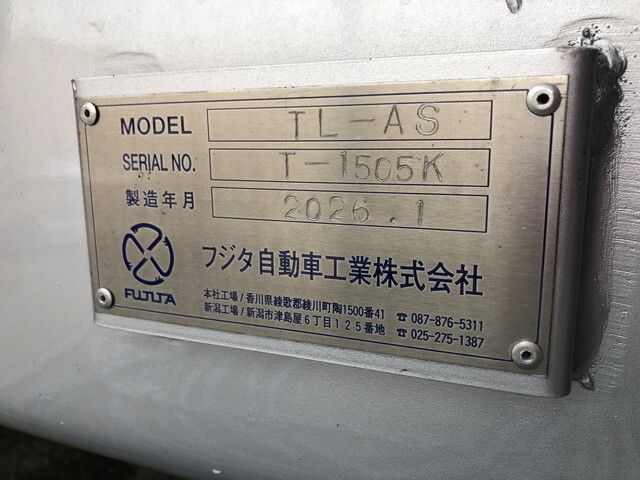 MODEL TL-AS
SERIAL NO. T-1505K
製造年月 2026.1
フジタ自動車工業株式会社
FUJITA
本社工場/香川県綾歌郡綾川町陶1500番41 ☎ 087-876-5311
新潟工場/新潟市津島屋6丁目125番地 ☎ 025-275-1387